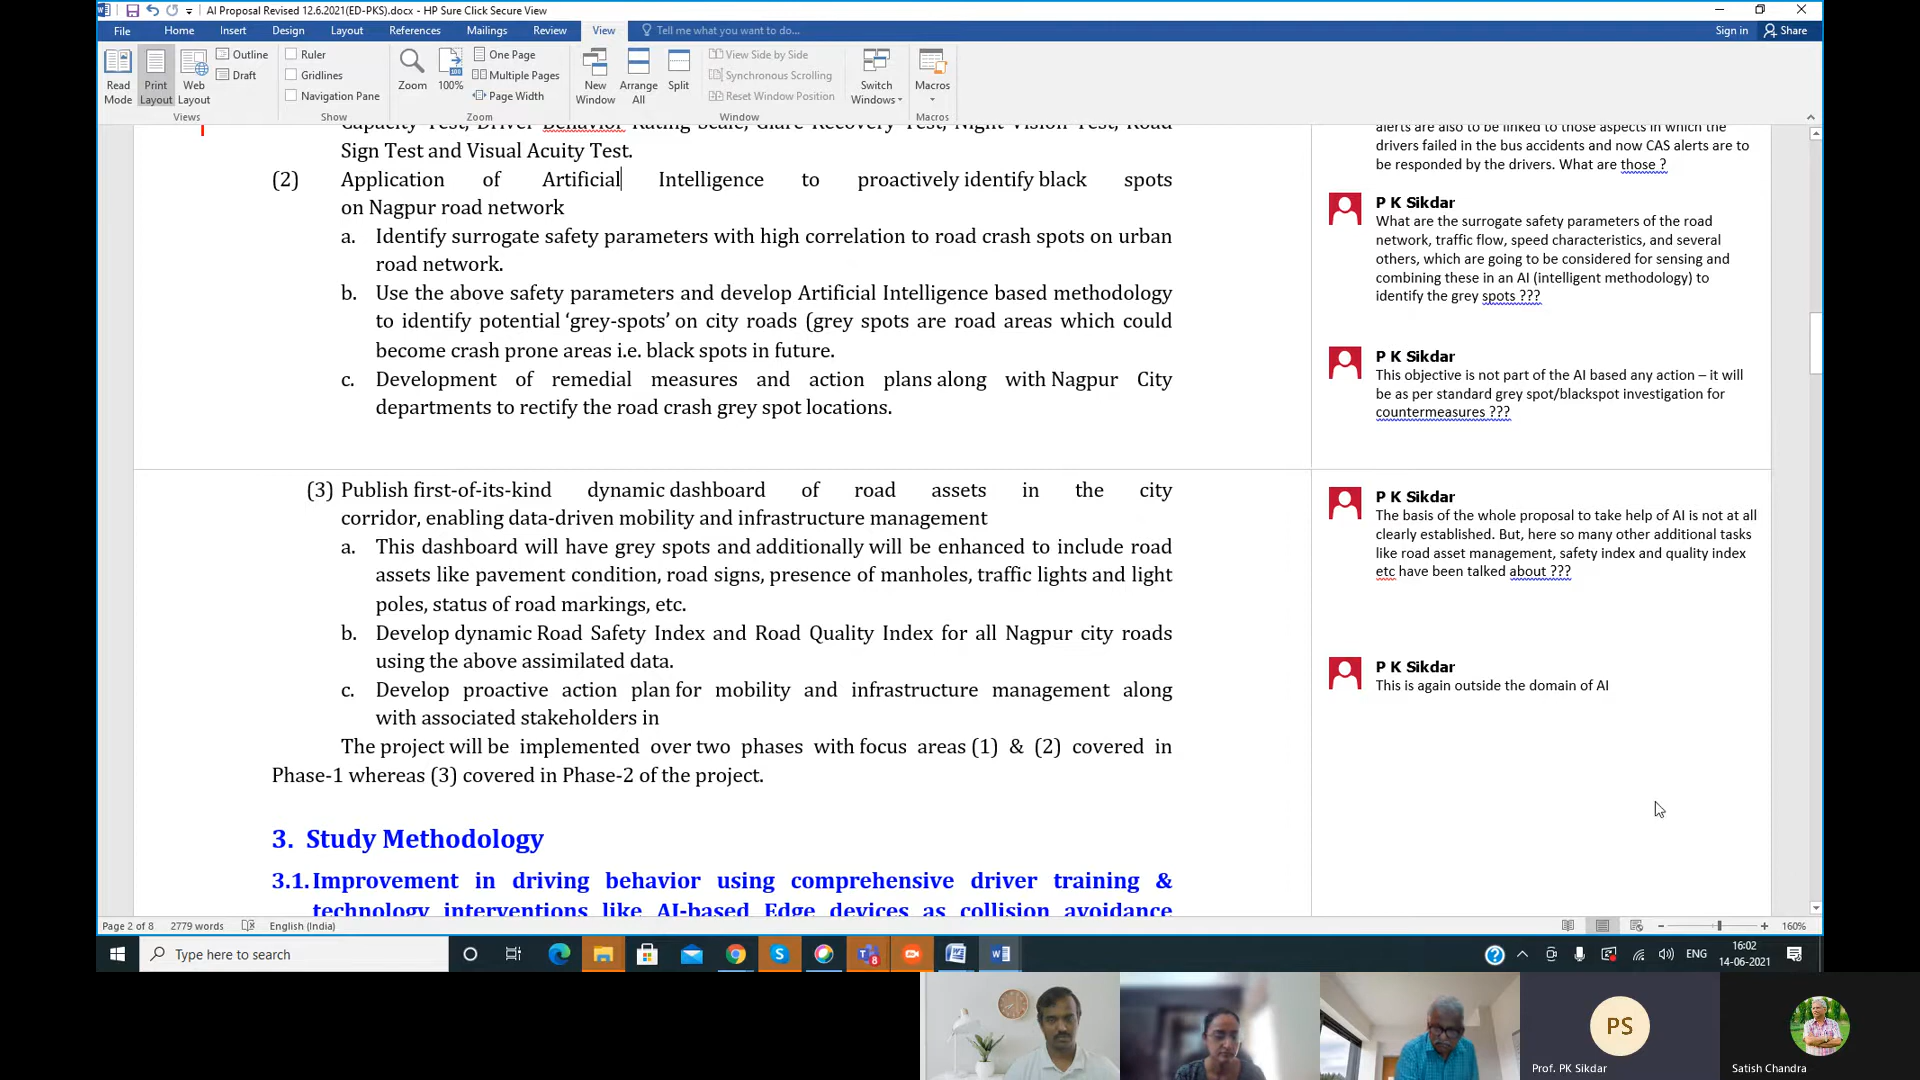 AI Proposal Revised 12.6.2021(ED-PKS).docx - HP Sure Click Secure View
File Home Insert Design Layout References Mailings Review View Tell me what you want to do... Sign in Share
Read Mode
Print Layout
Web Layout
Outline
Draft
Views
Ruler
Gridlines
Navigation Pane
Show
Zoom
100%
One Page
Multiple Pages
Page Width
Zoom
New Window
Arrange All
Split
View Side by Side
Synchronous Scrolling
Reset Window Position
Window
Switch Windows
Macros
Macros
Capacity Test, Driver Behavior Rating Scale, Glare Recovery Test, Night Vision Test, Road
Sign Test and Visual Acuity Test.
(2) Application of Artificial Intelligence to proactively identify black spots
on Nagpur road network
a. Identify surrogate safety parameters with high correlation to road crash spots on urban
road network.
b. Use the above safety parameters and develop Artificial Intelligence based methodology
to identify potential ‘grey-spots’ on city roads (grey spots are road areas which could
become crash prone areas i.e. black spots in future.
c. Development of remedial measures and action plans along with Nagpur City
departments to rectify the road crash grey spot locations.
(3) Publish first-of-its-kind dynamic dashboard of road assets in the city
corridor, enabling data-driven mobility and infrastructure management
a. This dashboard will have grey spots and additionally will be enhanced to include road
assets like pavement condition, road signs, presence of manholes, traffic lights and light
poles, status of road markings, etc.
b. Develop dynamic Road Safety Index and Road Quality Index for all Nagpur city roads
using the above assimilated data.
c. Develop proactive action plan for mobility and infrastructure management along
with associated stakeholders in
The project will be implemented over two phases with focus areas (1) & (2) covered in
Phase-1 whereas (3) covered in Phase-2 of the project.
3. Study Methodology
3.1. Improvement in driving behavior using comprehensive driver training &
technology interventions like AI-based Edge devices as collision avoidance
alerts are also to be linked to those aspects in which the
drivers failed in the bus accidents and now CAS alerts are to
be responded by the drivers. What are those ?
P K Sikdar
What are the surrogate safety parameters of the road
network, traffic flow, speed characteristics, and several
others, which are going to be considered for sensing and
combining these in an AI (intelligent methodology) to
identify the grey spots ???
P K Sikdar
This objective is not part of the AI based any action – it will
be as per standard grey spot/blackspot investigation for
countermeasures ???
P K Sikdar
The basis of the whole proposal to take help of AI is not at all
clearly established. But, here so many other additional tasks
like road asset management, safety index and quality index
etc have been talked about ???
P K Sikdar
This is again outside the domain of AI
Page 2 of 8 2779 words English (India) 160%
Type here to search
8
ENG
16:02
14-06-2021
PS
Prof. PK Sikdar
Satish Chandra